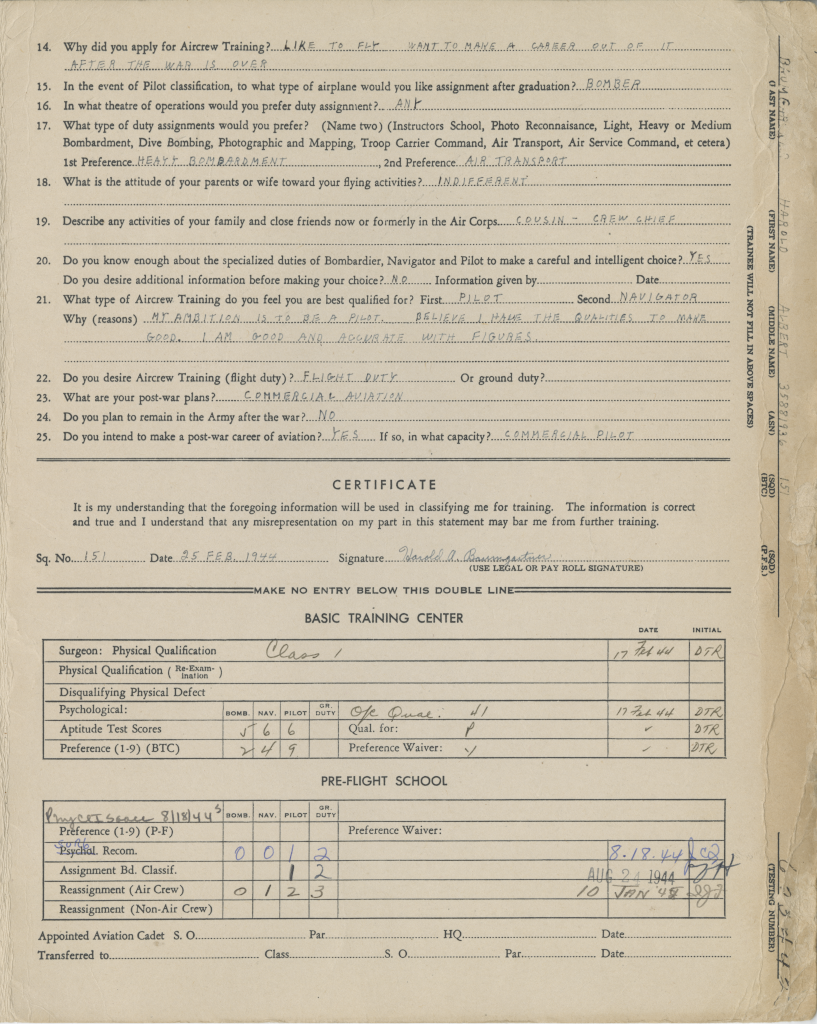 14. Why did you apply for Aircrew Training? LIKE TO FLY WANT TO MAKE A CAREER OUT OF IT
AFTER THE WAR IS OVER
15. In the event of Pilot classification, to what type of airplane would you like assignment after graduation? BOMBER
16. In what theatre of operations would you prefer duty assignment? ANY
17. What type of duty assignments would you prefer? (Name two) (Instructors School, Photo Reconnaisance, Light, Heavy or Medium
Bombardment, Dive Bombing, Photographic and Mapping, Troop Carrier Command, Air Transport, Air Service Command, et cetera)
1st Preference HEAVY BOMBARDMENT, 2nd Preference AIR TRANSPORT
18. What is the attitude of your parents or wife toward your flying activities? INDIFFERENT
19. Describe any activities of your family and close friends now or formerly in the Air Corps. COUSIN - CREW CHIEF
20. Do you know enough about the specialized duties of Bombardier, Navigator and Pilot to make a careful and intelligent choice? YES
Do you desire additional information before making your choice? NO Information given by Date
21. What type of Aircrew Training do you feel you are best qualified for? First PILOT Second NAVIGATOR
Why (reasons) MY AMBITION IS TO BE A PILOT. BELIEVE I HAVE THE QUALITIES TO MAKE
GOOD. I AM GOOD AND ACCURATE WITH FIGURES.
22. Do you desire Aircrew Training (flight duty)? FLIGHT DUTY Or ground duty?
23. What are your post-war plans? COMMERCIAL AVIATION
24. Do you plan to remain in the Army after the war? NO
25. Do you intend to make a post-war career of aviation? YES If so, in what capacity? COMMERCIAL PILOT
CERTIFICATE
It is my understanding that the foregoing information will be used in classifying me for training. The information is correct
and true and I understand that any misrepresentation on my part in this statement may bar me from further training.
Sq. No. 151 Date 25 FEB. 1944 Signature Harold A. Baumgartner
(USE LEGAL OR PAY ROLL SIGNATURE)
MAKE NO ENTRY BELOW THIS DOUBLE LINE
BASIC TRAINING CENTER
DATE INITIAL
Surgeon: Physical Qualification Class 1 17 Feb 44 DTR
Physical Qualification (Re-Exam-ination)
Disqualifying Physical Defect
Psychological: BOMB. NAV. PILOT GR. DUTY O/c Qual: 17 Feb 44 DTR
Aptitude Test Scores 5 6 6 Qual. for: P ✓ DTR
Preference (1-9) (BTC) 2 4 9 Preference Waiver: ✓ DTR
PRE-FLIGHT SCHOOL
8/18/44 BOMB. NAV. PILOT GR. DUTY
Preference (1-9) (P-F) Preference Waiver:
Psychol. Recom. 0 0 1 2 8-18-44
Assignment Bd. Classif. 1 2 AUG 24 1944
Reassignment (Air Crew) 0 1 2 3 10 JAN 45
Reassignment (Non-Air Crew)
Appointed Aviation Cadet S. O. Par. HQ. Date
Transferred to Class S. O. Par. Date
HAROLD ALBERT 151
(LAST NAME) (FIRST NAME) (MIDDLE NAME) (ASN) (SQD) (BTC) (SQD) (P.F.S.) (TESTING NUMBER)
(TRAINEE WILL NOT FILL IN ABOVE SPACES)